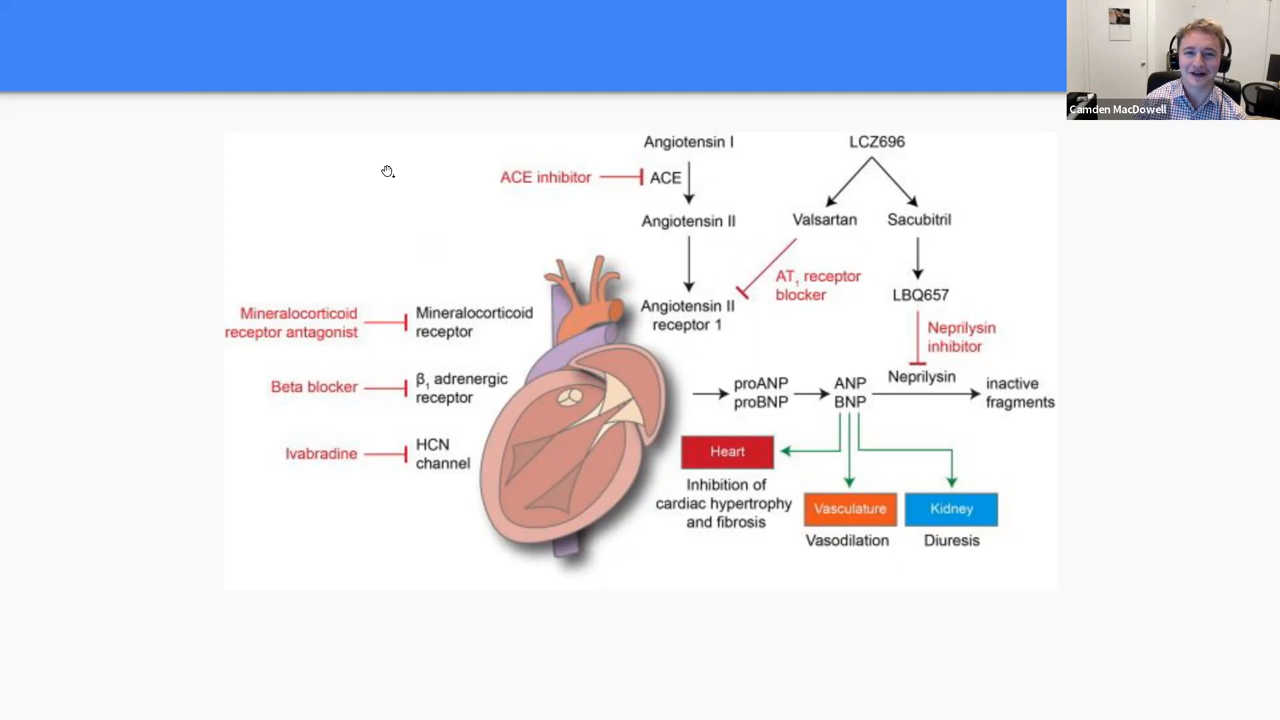 Camden MacDowell
Angiotensin I
LCZ696
ACE inhibitor
ACE
Angiotensin II
Valsartan
Sacubitril
AT₁ receptor
blocker
LBQ657
Angiotensin II
receptor 1
Mineralocorticoid
receptor antagonist
Mineralocorticoid
receptor
Neprilysin
inhibitor
Neprilysin
Beta blocker
β₁ adrenergic
receptor
proANP
proBNP
ANP
BNP
inactive
fragments
Ivabradine
HCN
channel
Heart
Inhibition of
cardiac hypertrophy
and fibrosis
Vasculature
Vasodilation
Kidney
Diuresis